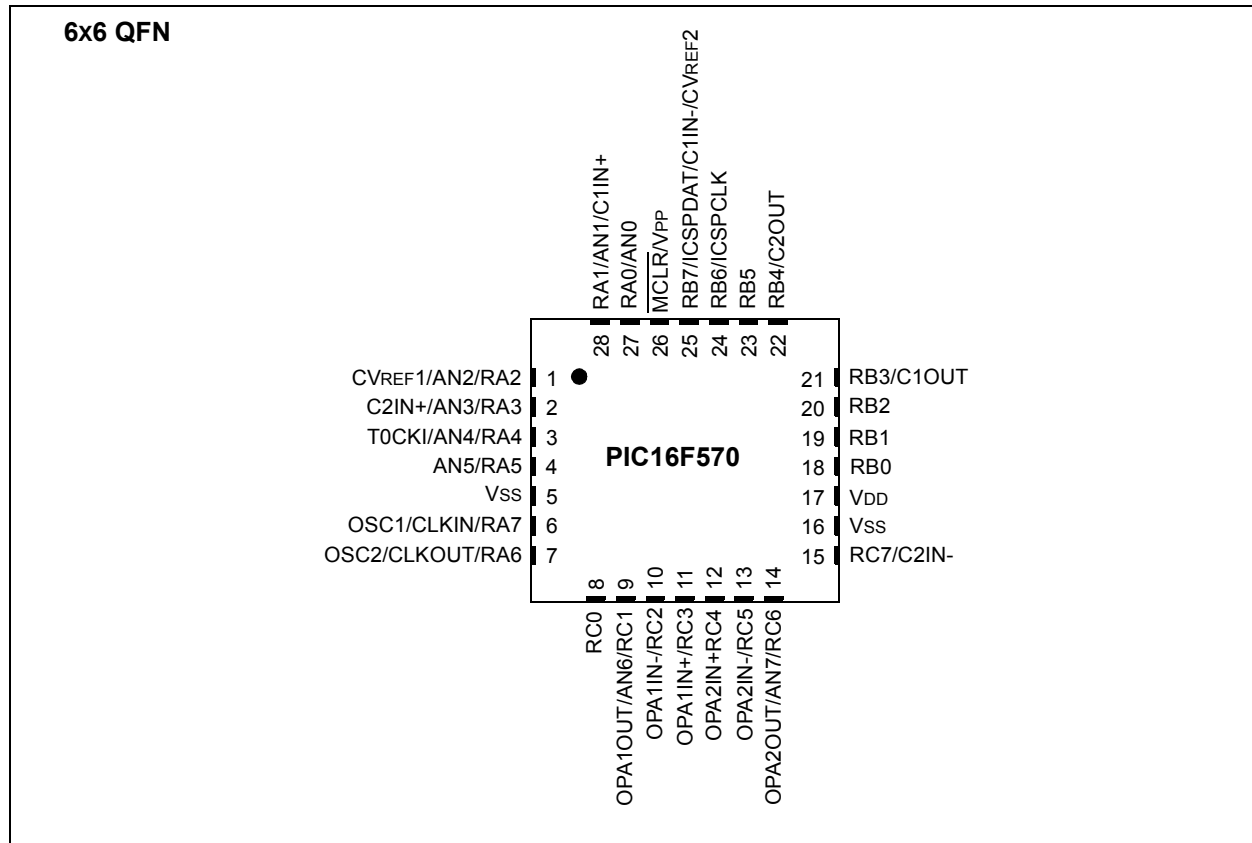 6x6 QFN
RA1/AN1/C1IN+
RA0/AN0
MCLR/VPP
RB7/ICSPDAT/C1IN-/CVREF2
RB6/ICSPCLK
RB5
RB4/C2OUT
28
27
26
25
24
23
22
CVREF1/AN2/RA2 1
C2IN+/AN3/RA3 2
T0CKI/AN4/RA4 3
AN5/RA5 4
VSS 5
OSC1/CLKIN/RA7 6
OSC2/CLKOUT/RA6 7
PIC16F570
21 RB3/C1OUT
20 RB2
19 RB1
18 RB0
17 VDD
16 VSS
15 RC7/C2IN-
8
9
10
11
12
13
14
RC0
OPA1OUT/AN6/RC1
OPA1IN-/RC2
OPA1IN+/RC3
OPA2IN+RC4
OPA2IN-/RC5
OPA2OUT/AN7/RC6